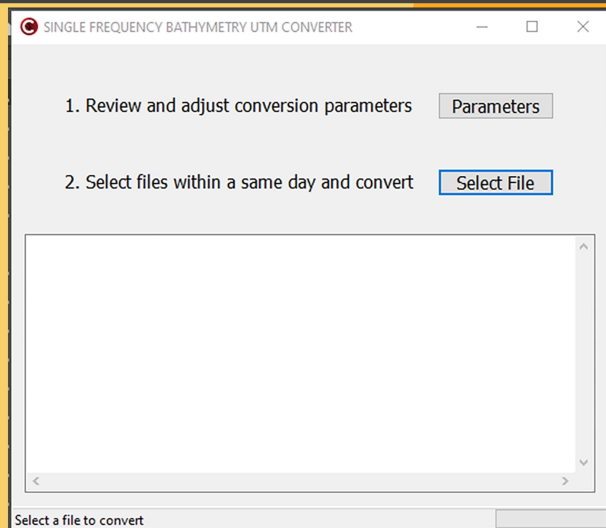 SINGLE FREQUENCY BATHYMETRY UTM CONVERTER
1. Review and adjust conversion parameters Parameters
2. Select files within a same day and convert Select File
Select a file to convert